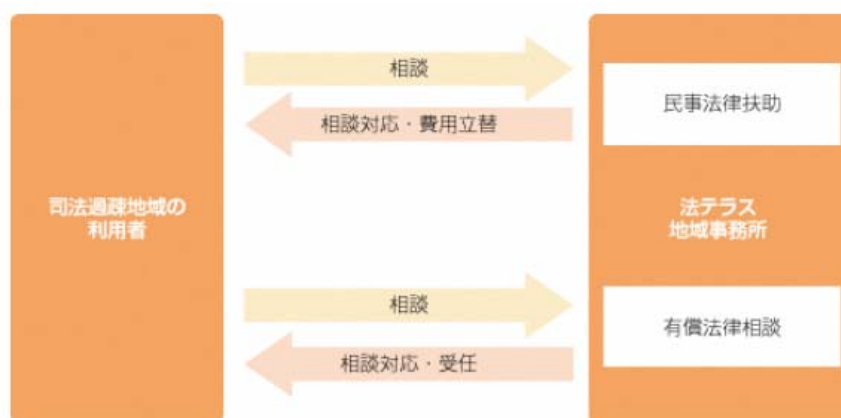 相談
民事法律扶助
相談対応・費用立替
司法過疎地域の
利用者
法テラス
地域事務所
相談
有償法律相談
相談対応・受任